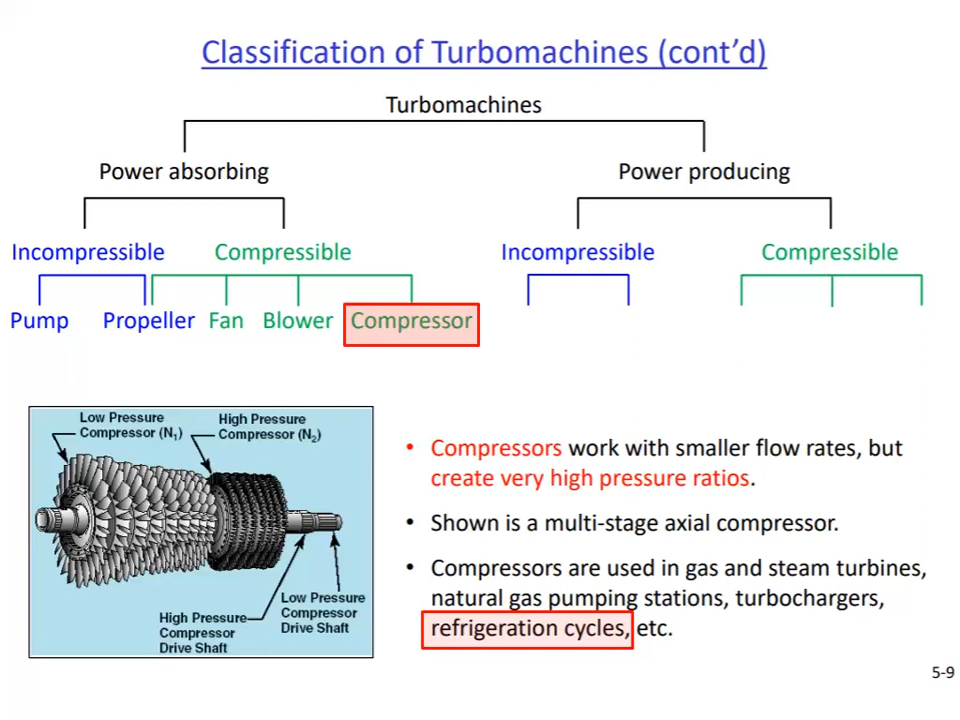 Classification of Turbomachines (cont’d)
Turbomachines
Power absorbing
Power producing
Incompressible
Compressible
Incompressible
Compressible
Pump
Propeller
Fan
Blower
Compressor
Low Pressure
Compressor (N1)
High Pressure
Compressor (N2)
Low Pressure
Compressor
Drive Shaft
High Pressure
Compressor
Drive Shaft
• Compressors work with smaller flow rates, but
create very high pressure ratios.
• Shown is a multi-stage axial compressor.
• Compressors are used in gas and steam turbines,
natural gas pumping stations, turbochargers,
refrigeration cycles, etc.
5-9